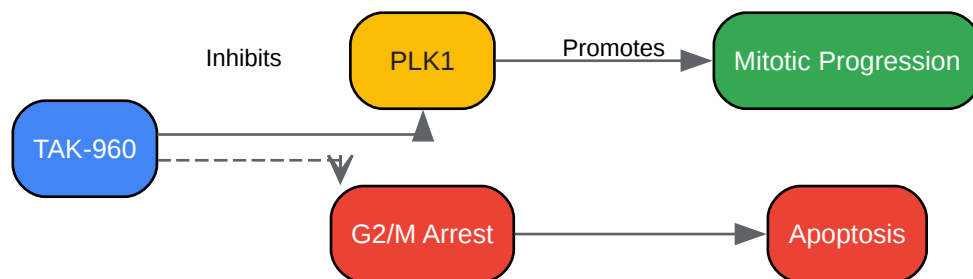 Inhibits
PLK1
Promotes
Mitotic Progression
TAK-960
G2/M Arrest
Apoptosis